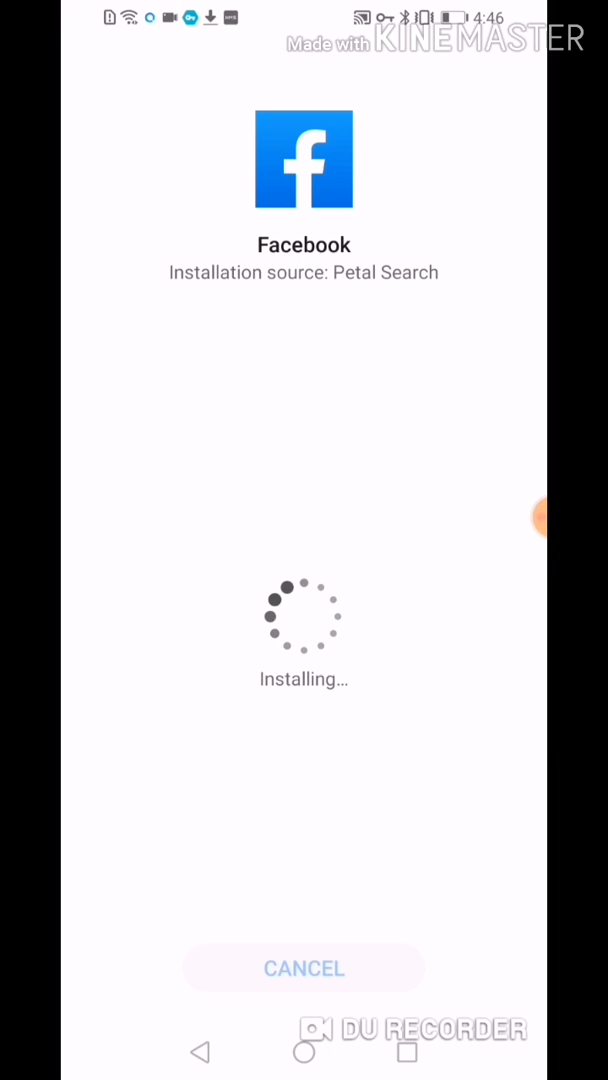 4:46
Made with KINEMASTER
Facebook
Installation source: Petal Search
Installing...
CANCEL
DU RECORDER